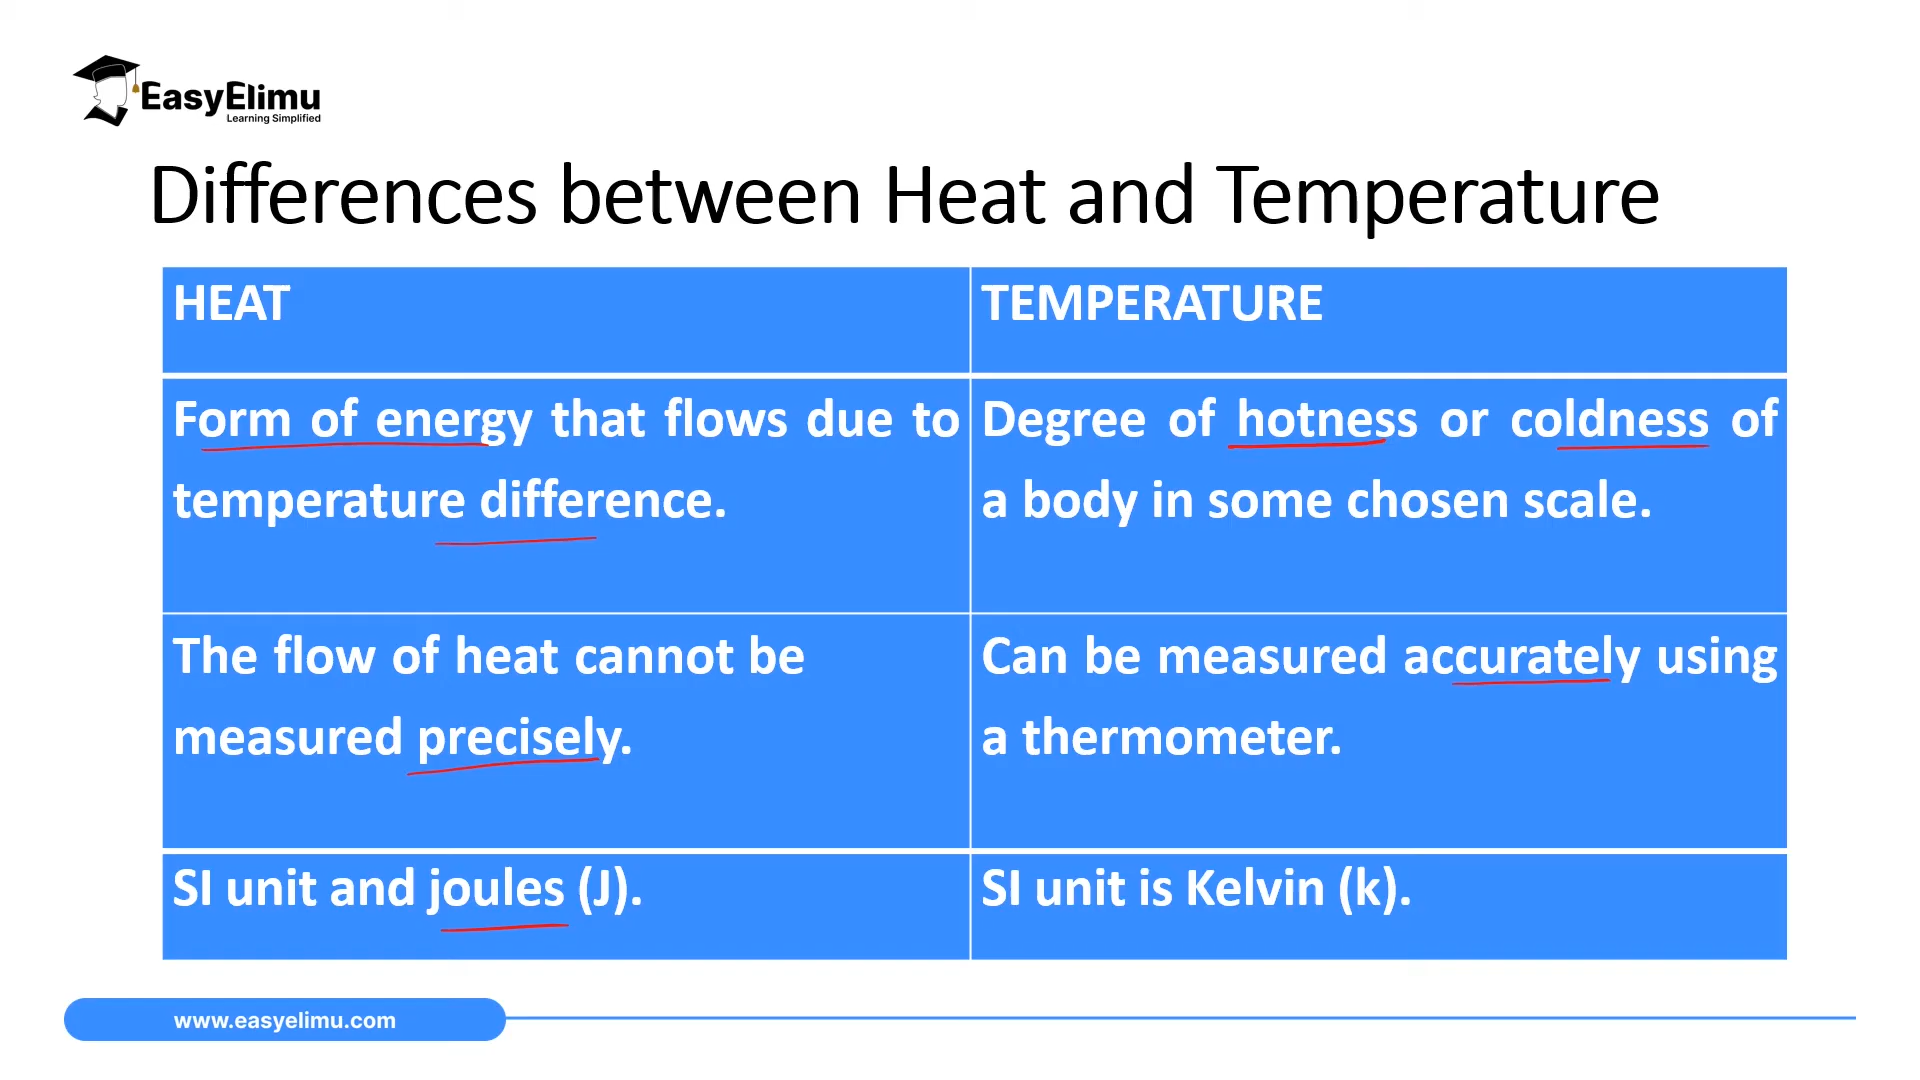 EasyElimu
Learning Simplified
Differences between Heat and Temperature
HEAT
TEMPERATURE
Form of energy that flows due to
temperature difference.
Degree of hotness or coldness of
a body in some chosen scale.
The flow of heat cannot be
measured precisely.
Can be measured accurately using
a thermometer.
SI unit and joules (J).
SI unit is Kelvin (k).
www.easyelimu.com